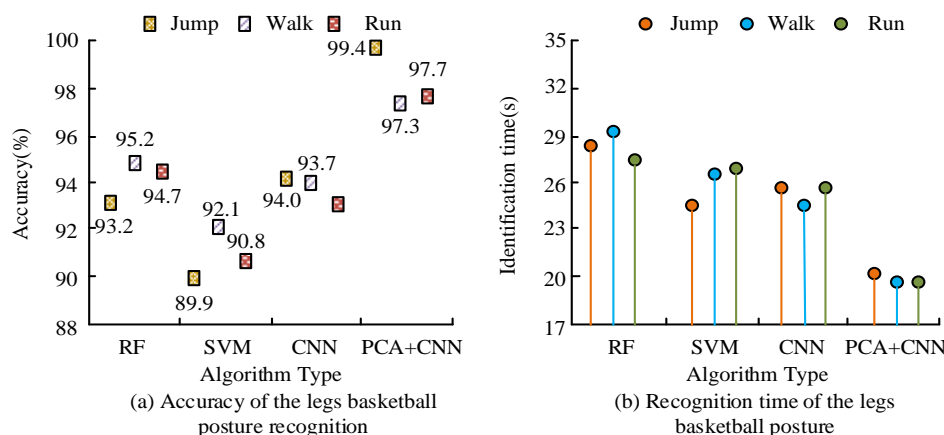 Jump Walk Run
100
98
96
94
92
90
88
Accuracy(%)
99.4
97.7
97.3
95.2
94.7
93.2
94.0
93.7
92.1
90.8
89.9
RF SVM CNN PCA+CNN
Algorithm Type
(a) Accuracy of the legs basketball
posture recognition
Jump Walk Run
35
31
29
26
23
20
17
Identification time(s)
RF SVM CNN PCA+CNN
Algorithm Type
(b) Recognition time of the legs
basketball posture